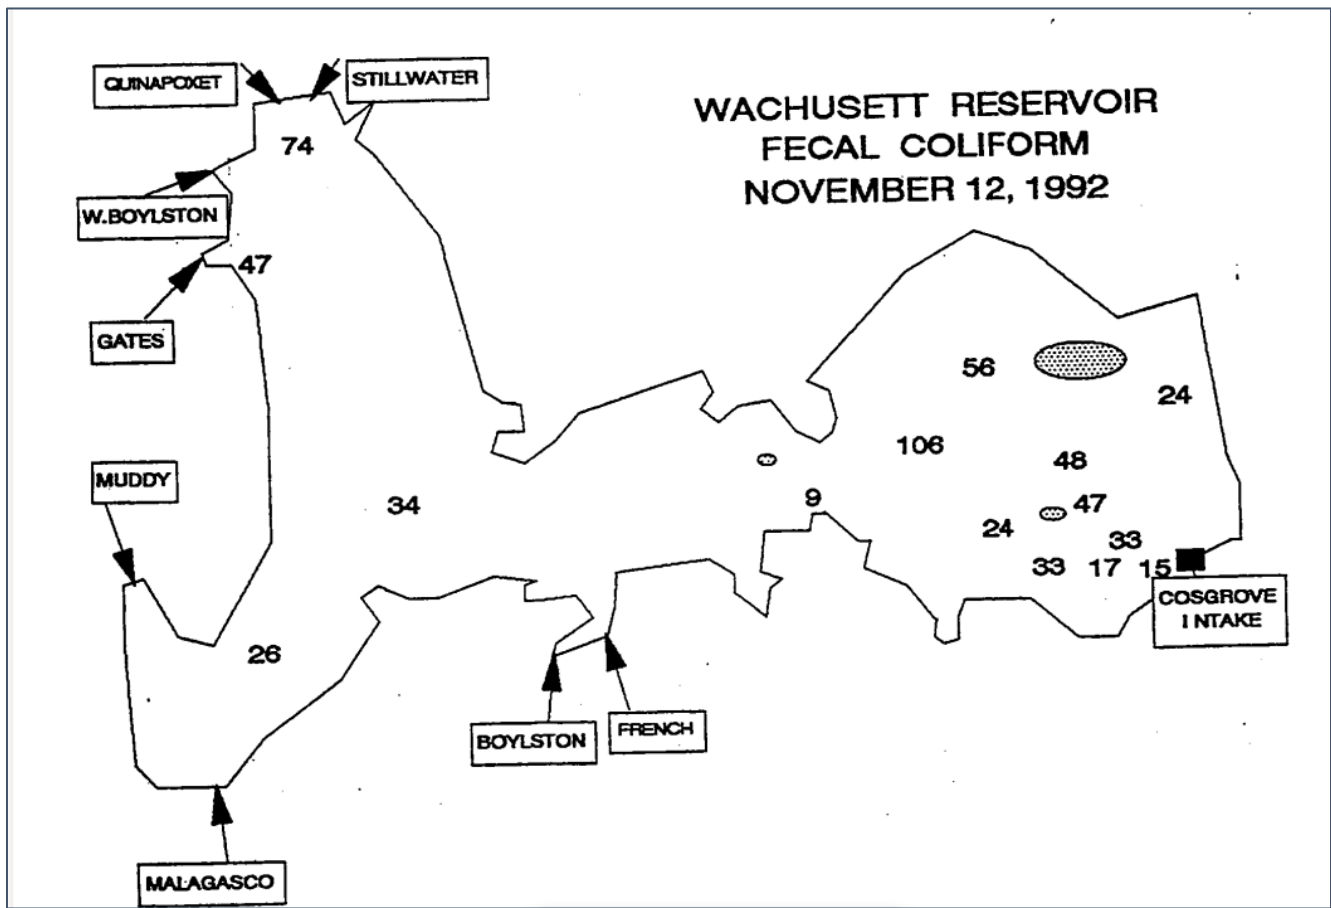 QUINAPOXET
STILLWATER
WACHUSETT RESERVOIR
FECAL COLIFORM
NOVEMBER 12, 1992
74
W.BOYLSTON
47
GATES
56
24
106
48
MUDDY
34
9
47
24
33
33
17
15
COSGROVE
INTAKE
26
BOYLSTON
FRENCH
MALAGASCO